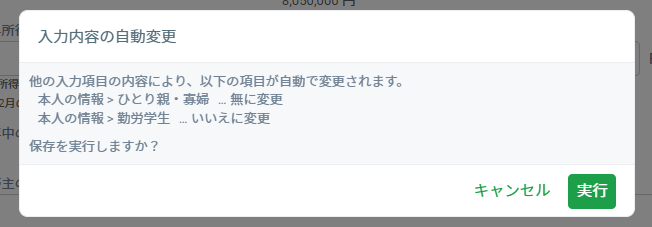 8,050,000 円
入力内容の自動変更
他の入力項目の内容により、以下の項目が自動で変更されます。
本人の情報 > ひとり親・寡婦 … 無に変更
本人の情報 > 勤労学生 … いいえに変更
保存を実行しますか？
キャンセル 実行